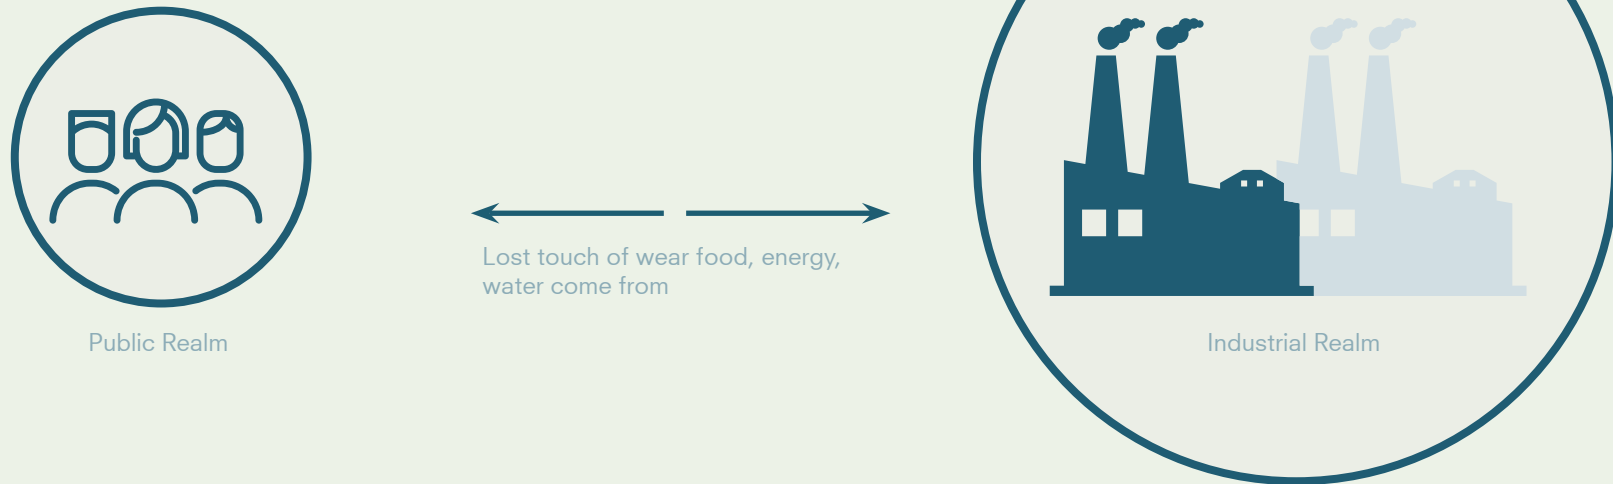 Lost touch of wear food, energy,
water come from
Public Realm
Industrial Realm